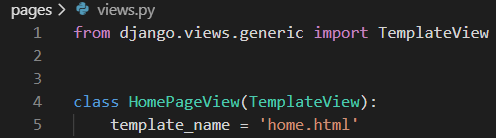 pages > views.py
1 from django.views.generic import TemplateView
2
3
4 class HomePageView(TemplateView):
5     template_name = 'home.html'